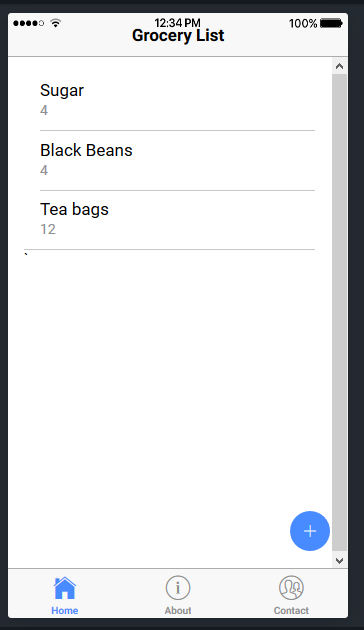 12:34 PM 100%
Grocery List
Sugar
4
Black Beans
4
Tea bags
12
`
+
Home About Contact